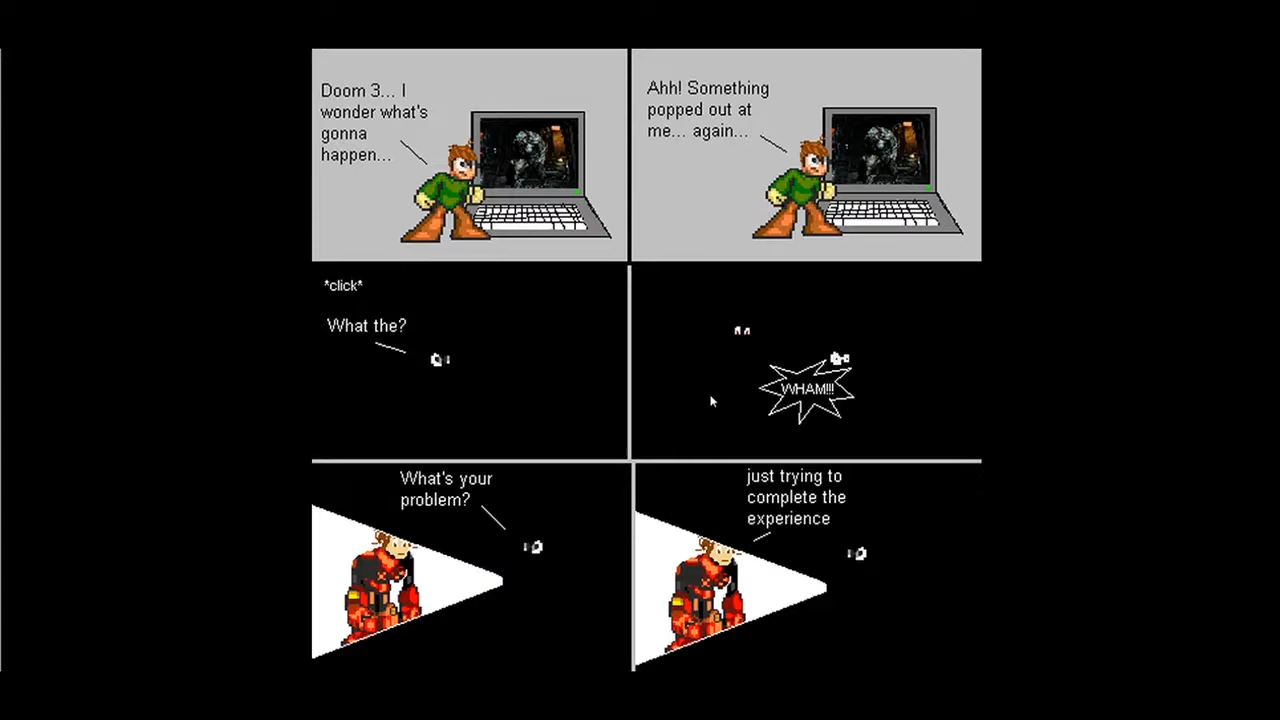 Doom 3... I
wonder what's
gonna
happen...
Ahh! Something
popped out at
me... again...
*click*
What the?
WHAM!!!
What's your
problem?
just trying to
complete the
experience